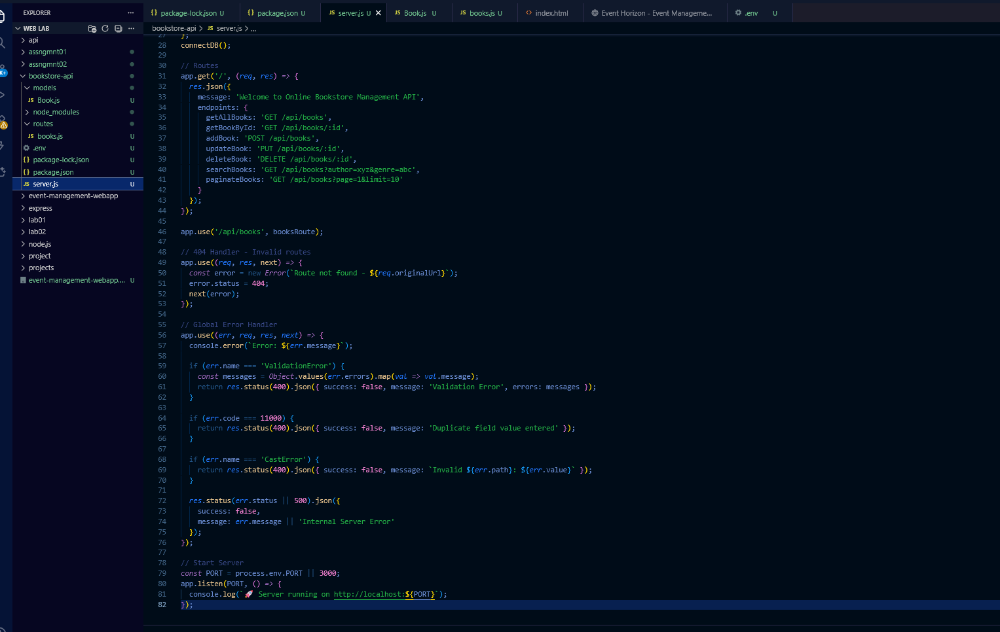 EXPLORER
WEB LAB
api
assngmnt01
assngmnt02
bookstore-api
models
JS Book.js U
node_modules
routes
JS books.js U
.env U
{} package-lock.json U
{} package.json U
JS server.js U
event-management-webapp
express
lab01
lab02
node.js
project
projects
event-management-webapp.... U
K+
{} package-lock.json U
{} package.json U
JS server.js U
JS Book.js U
JS books.js U
<> index.html
Event Horizon - Event Manageme...
.env U
bookstore-api > JS server.js > ...
27 };
28 connectDB();
29
30 // Routes
31 app.get('/', (req, res) => {
32 res.json({
33 message: 'Welcome to Online Bookstore Management API',
34 endpoints: {
35 getAllBooks: 'GET /api/books',
36 getBookById: 'GET /api/books/:id',
37 addBook: 'POST /api/books',
38 updateBook: 'PUT /api/books/:id',
39 deleteBook: 'DELETE /api/books/:id',
40 searchBooks: 'GET /api/books?author=xyz&genre=abc',
41 paginateBooks: 'GET /api/books?page=1&limit=10'
42 }
43 });
44 });
45
46 app.use('/api/books', booksRoute);
47
48 // 404 Handler - Invalid routes
49 app.use((req, res, next) => {
50 const error = new Error(`Route not found - ${req.originalUrl}`);
51 error.status = 404;
52 next(error);
53 });
54
55 // Global Error Handler
56 app.use((err, req, res, next) => {
57 console.error(`Error: ${err.message}`);
58
59 if (err.name === 'ValidationError') {
60 const messages = Object.values(err.errors).map(val => val.message);
61 return res.status(400).json({ success: false, message: 'Validation Error', errors: messages });
62 }
63
64 if (err.code === 11000) {
65 return res.status(400).json({ success: false, message: 'Duplicate field value entered' });
66 }
67
68 if (err.name === 'CastError') {
69 return res.status(400).json({ success: false, message: `Invalid ${err.path}: ${err.value}` });
70 }
71
72 res.status(err.status || 500).json({
73 success: false,
74 message: err.message || 'Internal Server Error'
75 });
76 });
77
78 // Start Server
79 const PORT = process.env.PORT || 3000;
80 app.listen(PORT, () => {
81 console.log(`🚀 Server running on http://localhost:${PORT}`);
82 });